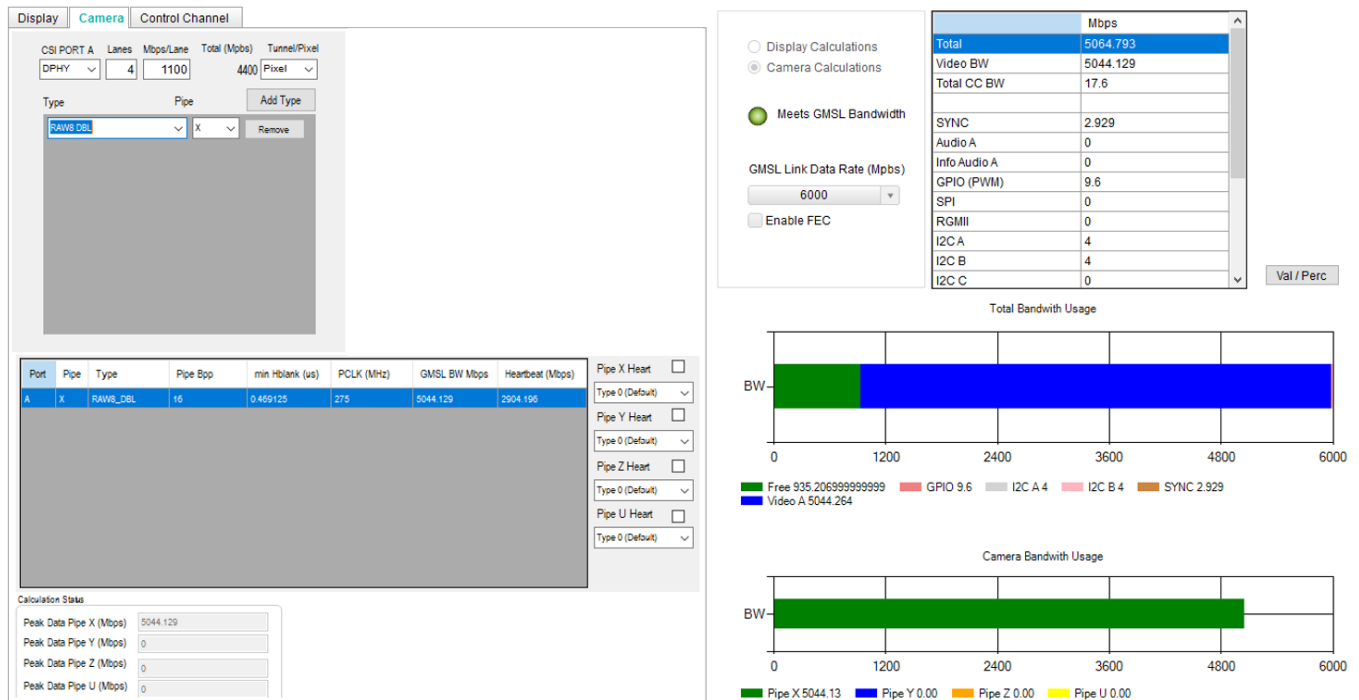 Display Camera Control Channel
CSI PORT A Lanes Mbps/Lane Total (Mpbs) Tunnel/Pixel
DPHY 4 1100 4400 Pixel
Type Pipe Add Type
RAW8 DBL X Remove
Port Pipe Type Pipe Bpp min Hblank (us) PCLK (MHz) GMSL BW Mbps Heartbeat (Mbps)
A X RAW8_DBL 16 0.469125 275 5044.129 2904.196
Pipe X Heart
Type 0 (Default)
Pipe Y Heart
Type 0 (Default)
Pipe Z Heart
Type 0 (Default)
Pipe U Heart
Type 0 (Default)
Calculation Status
Peak Data Pipe X (Mbps) 5044.129
Peak Data Pipe Y (Mbps) 0
Peak Data Pipe Z (Mbps) 0
Peak Data Pipe U (Mbps) 0
Display Calculations
Camera Calculations
Meets GMSL Bandwidth
GMSL Link Data Rate (Mpbs)
6000
Enable FEC
Mbps
Total 5064.793
Video BW 5044.129
Total CC BW 17.6
SYNC 2.929
Audio A 0
Info Audio A 0
GPIO (PWM) 9.6
SPI 0
RGMII 0
I2C A 4
I2C B 4
I2C C 0
Val / Perc
Total Bandwith Usage
BW
0 1200 2400 3600 4800 6000
Free 935.206999999999 GPIO 9.6 I2C A 4 I2C B 4 SYNC 2.929
Video A 5044.264
Camera Bandwith Usage
BW
0 1200 2400 3600 4800 6000
Pipe X 5044.13 Pipe Y 0.00 Pipe Z 0.00 Pipe U 0.00